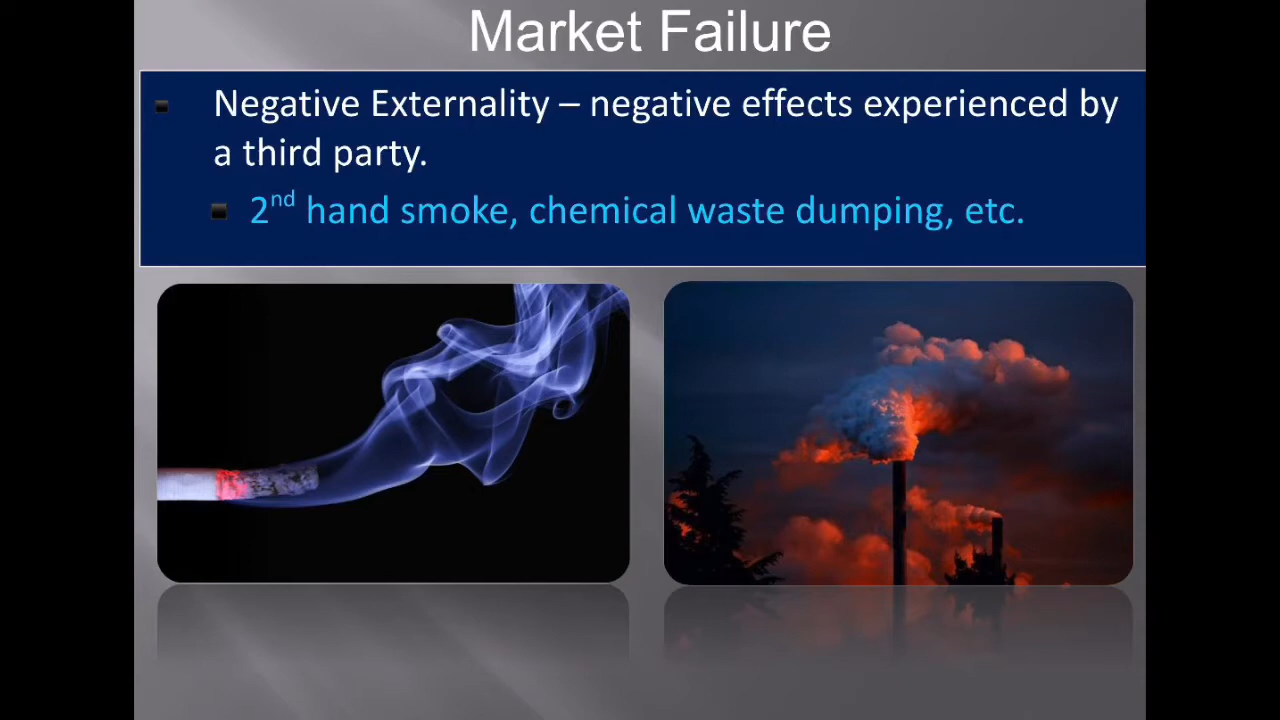 Market Failure
Negative Externality – negative effects experienced by
a third party.
2nd hand smoke, chemical waste dumping, etc.